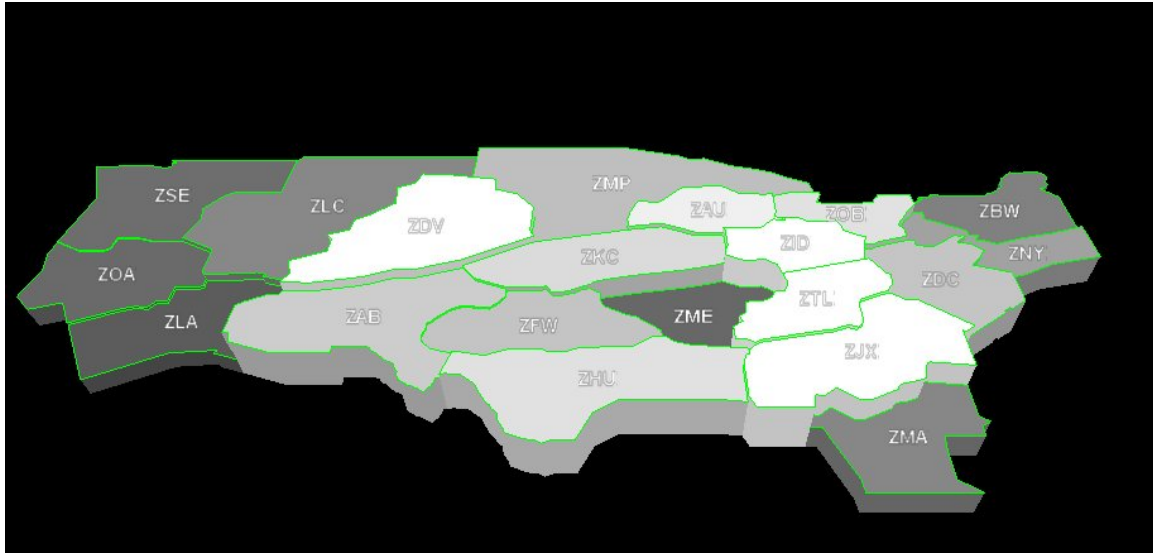 ZSE
ZLC
ZDV
ZMP
ZAU
ZOB
ZBW
ZNY
ZDC
ZID
ZKC
ZOA
ZLA
ZAB
ZFW
ZME
ZTL
ZJX
ZHU
ZMA